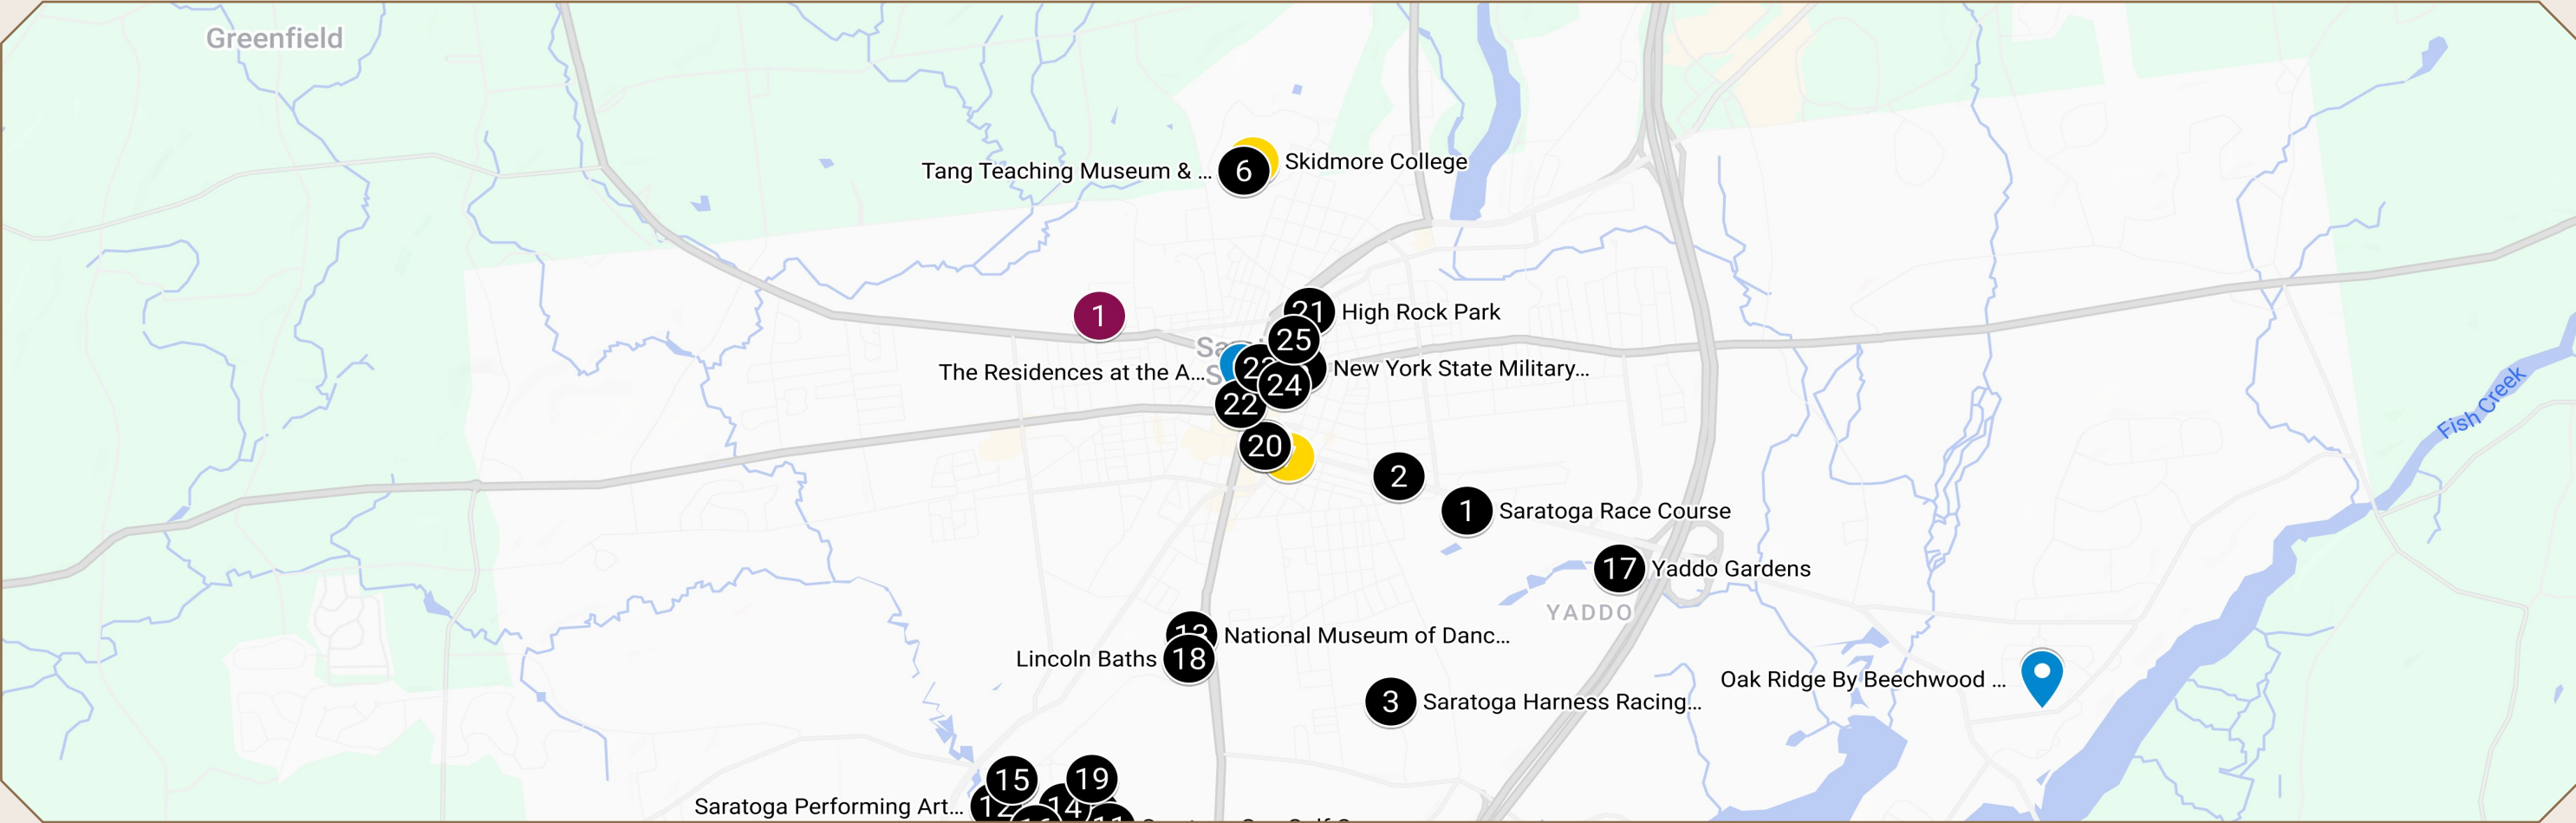 Greenfield
Tang Teaching Museum & ...
6
Skidmore College
1
21
High Rock Park
25
The Residences at the A...
New York State Military...
24
22
20
2
1
Saratoga Race Course
17
Yaddo Gardens
YADDO
Fish Creek
13
National Museum of Danc...
Lincoln Baths
18
3
Saratoga Harness Racing...
Oak Ridge By Beechwood ...
15
19
Saratoga Performing Art...
12
14